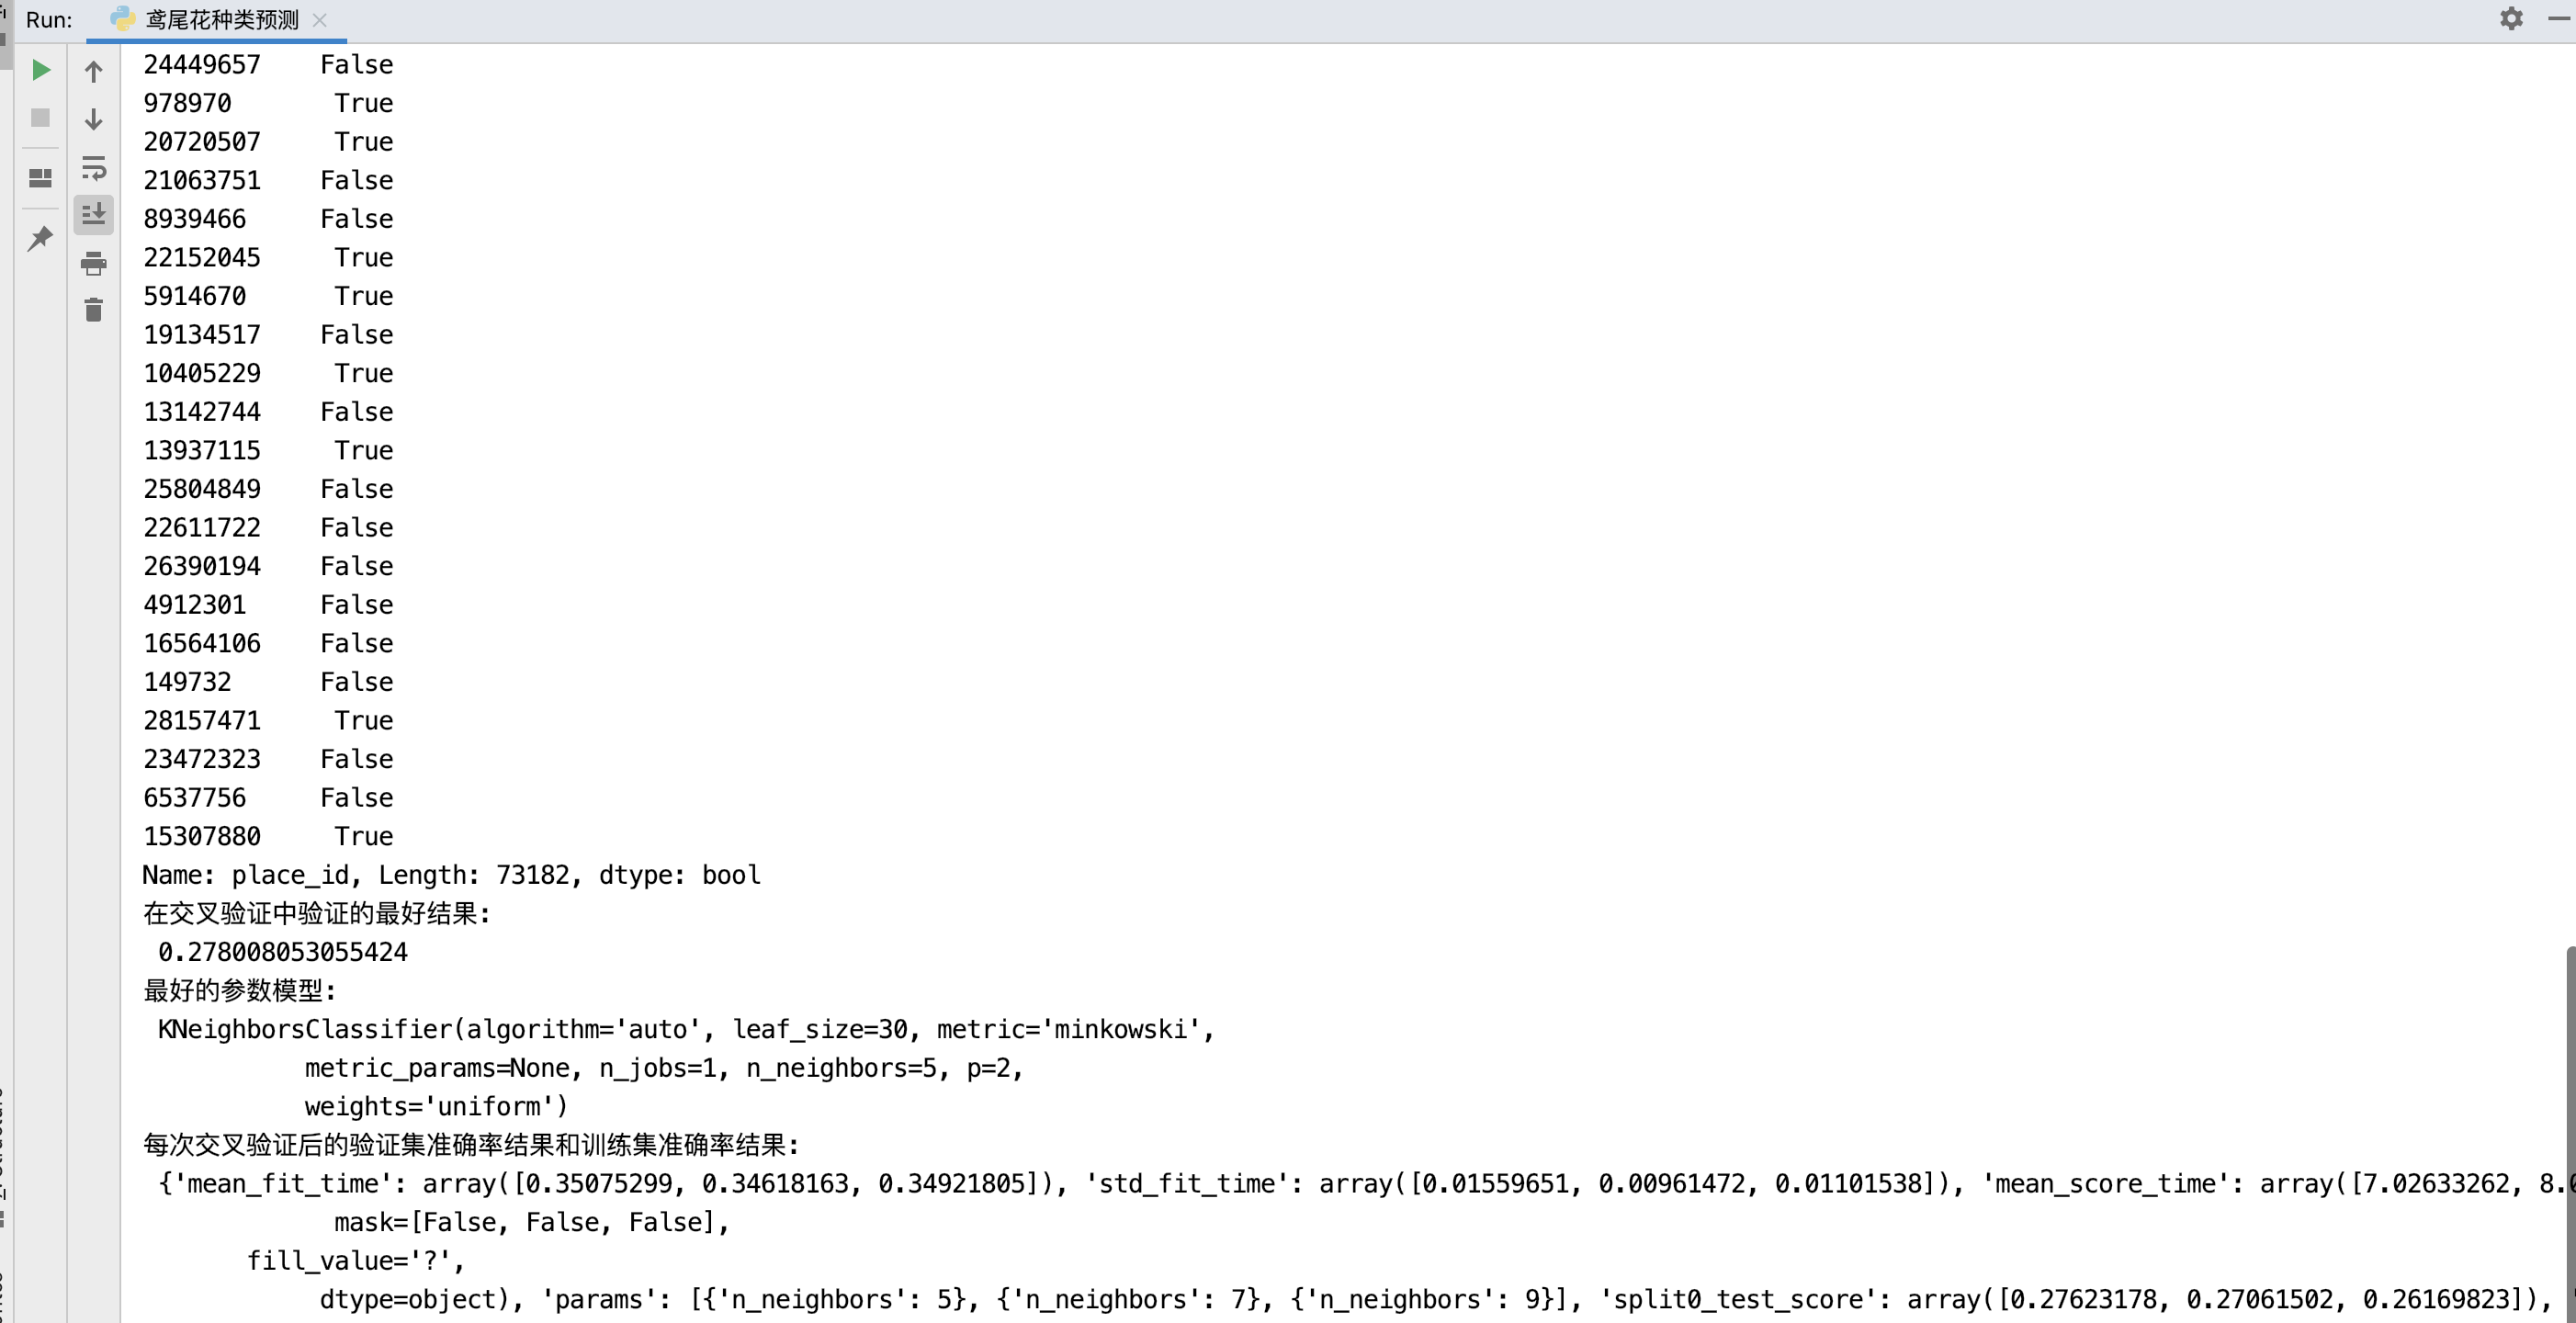 Run: 鸢尾花种类预测
24449657    False
978970       True
20720507     True
21063751    False
8939466     False
22152045     True
5914670      True
19134517    False
10405229     True
13142744    False
13937115     True
25804849    False
22611722    False
26390194    False
4912301     False
16564106    False
149732      False
28157471     True
23472323    False
6537756     False
15307880     True
Name: place_id, Length: 73182, dtype: bool
在交叉验证中验证的最好结果:
 0.278008053055424
最好的参数模型:
 KNeighborsClassifier(algorithm='auto', leaf_size=30, metric='minkowski',
           metric_params=None, n_jobs=1, n_neighbors=5, p=2,
           weights='uniform')
每次交叉验证后的验证集准确率结果和训练集准确率结果:
 {'mean_fit_time': array([0.35075299, 0.34618163, 0.34921805]), 'std_fit_time': array([0.01559651, 0.00961472, 0.01101538]), 'mean_score_time': array([7.02633262, 8.
             mask=[False, False, False],
       fill_value='?',
            dtype=object), 'params': [{'n_neighbors': 5}, {'n_neighbors': 7}, {'n_neighbors': 9}], 'split0_test_score': array([0.27623178, 0.27061502, 0.26169823]),